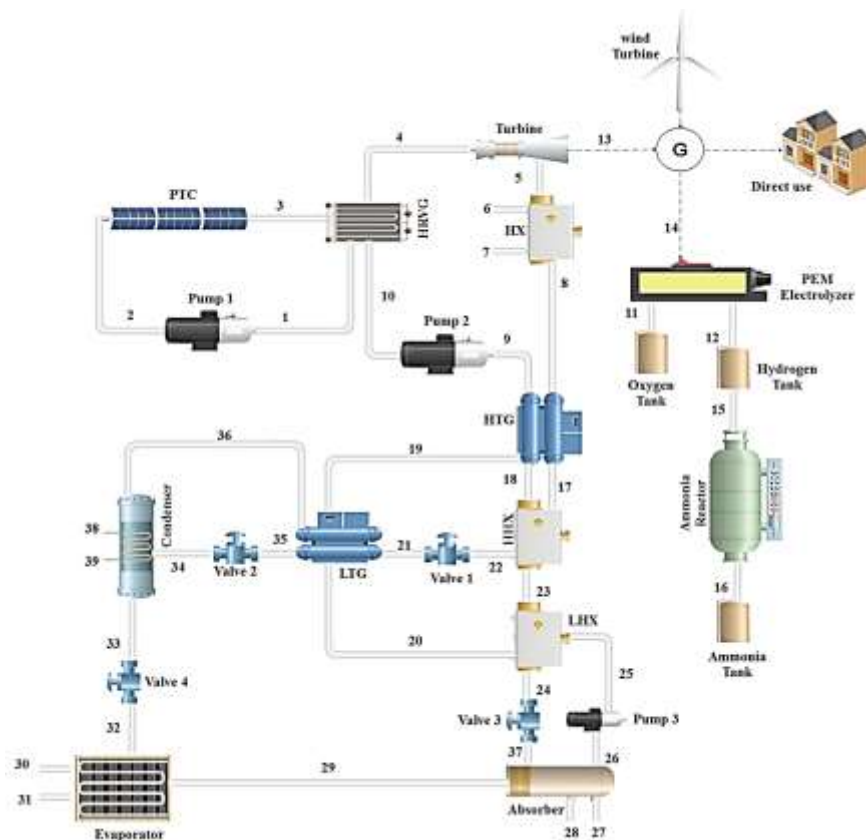 wind
Turbine
4
Turbine
13
G
5
Direct use
PTC
3
HRVG
6
HX
7
14
8
PEM
Electrolyzer
Pump 1
2
1
10
Pump 2
9
11
12
Oxygen
Tank
Hydrogen
Tank
15
HTG
36
19
18
17
Ammonia
Reactor
Condenser
38
39
34
Valve 2
35
LTG
21
Valve 1
22
HHX
23
LHX
16
33
20
25
Ammonia
Tank
Valve 4
24
Valve 3
Pump 3
32
37
26
30
29
31
Absorber
Evaporator
28
27